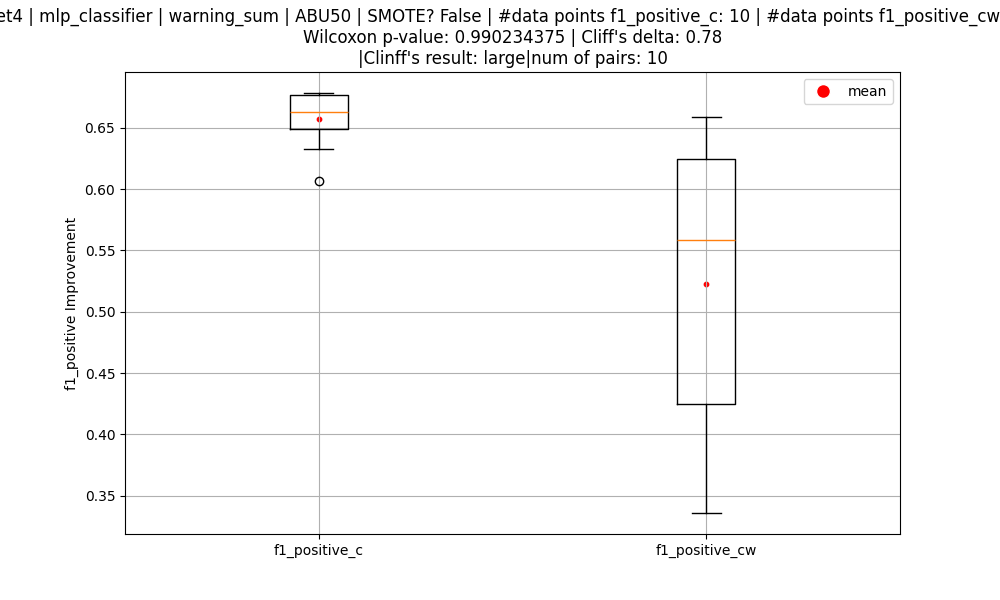 et4 | mlp_classifier | warning_sum | ABU50 | SMOTE? False | #data points f1_positive_c: 10 | #data points f1_positive_cw
Wilcoxon p-value: 0.990234375 | Cliff's delta: 0.78
|Clinff's result: large|num of pairs: 10
mean
f1_positive Improvement
0.65
0.60
0.55
0.50
0.45
0.40
0.35
f1_positive_c
f1_positive_cw